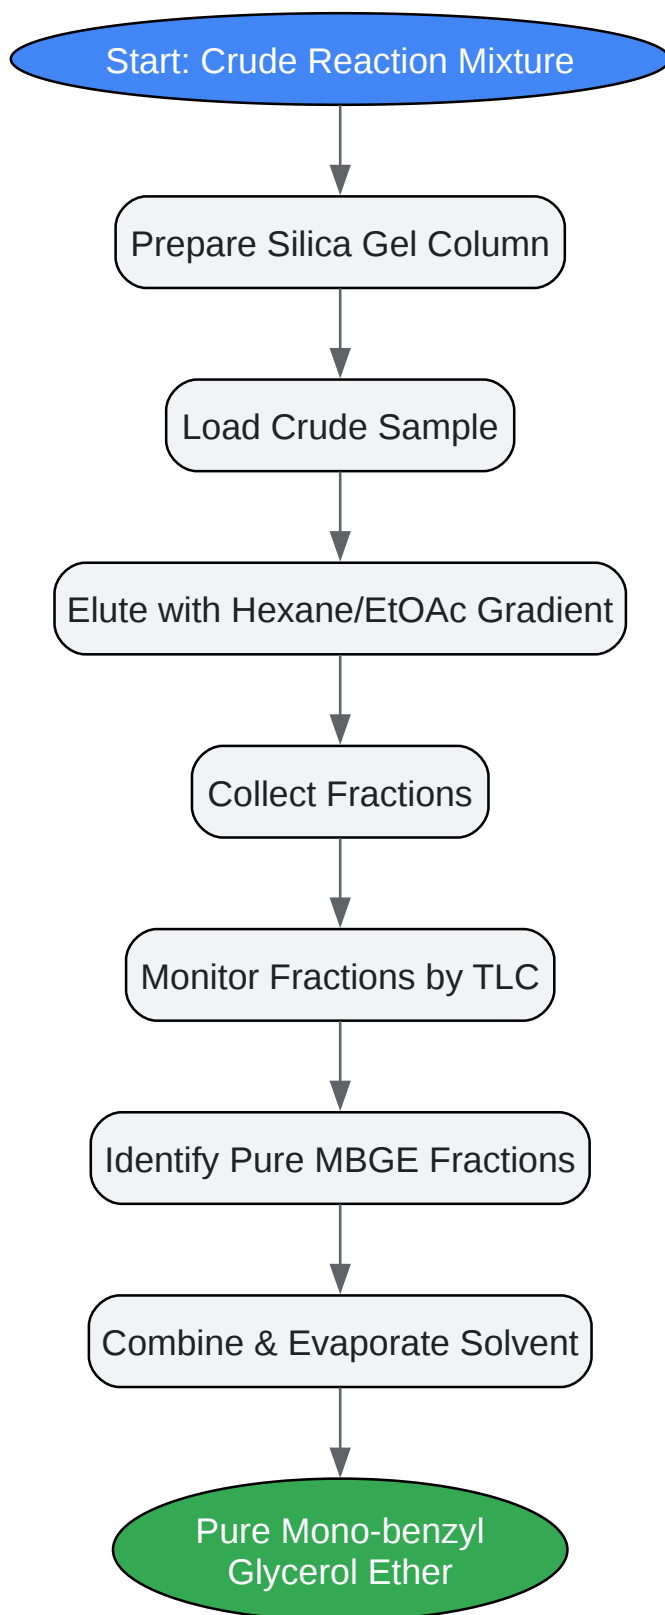 Start: Crude Reaction Mixture
Prepare Silica Gel Column
Load Crude Sample
Elute with Hexane/EtOAc Gradient
Collect Fractions
Monitor Fractions by TLC
Identify Pure MBGE Fractions
Combine & Evaporate Solvent
Pure Mono-benzyl
Glycerol Ether